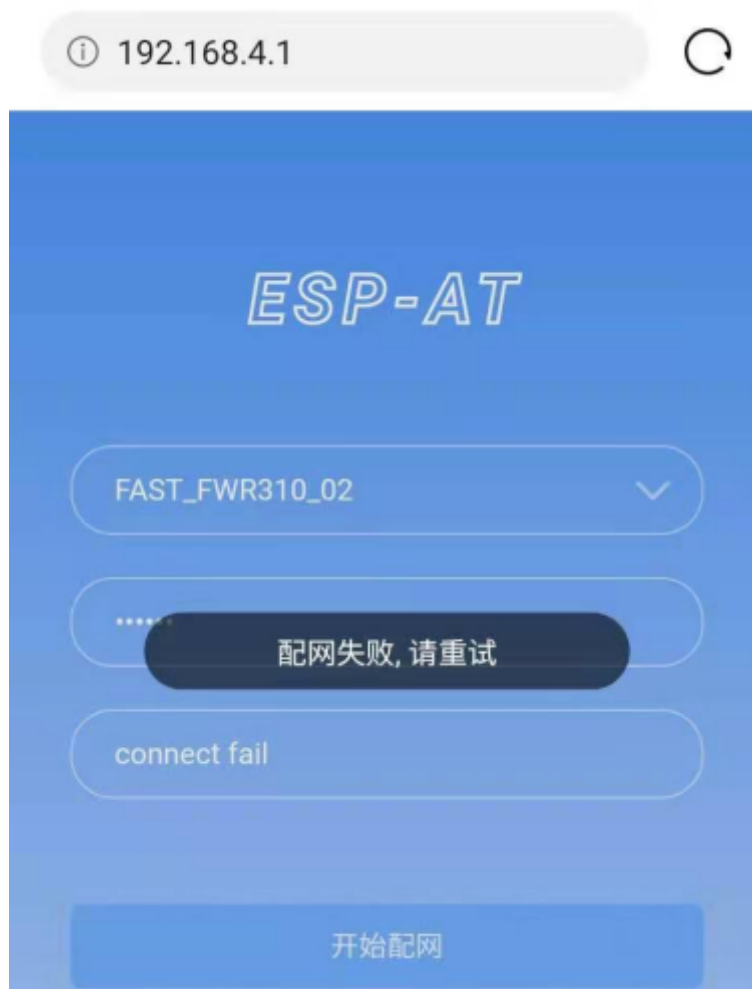 192.168.4.1
ESP-AT
FAST_FWR310_02
配网失败, 请重试
connect fail
开始配网